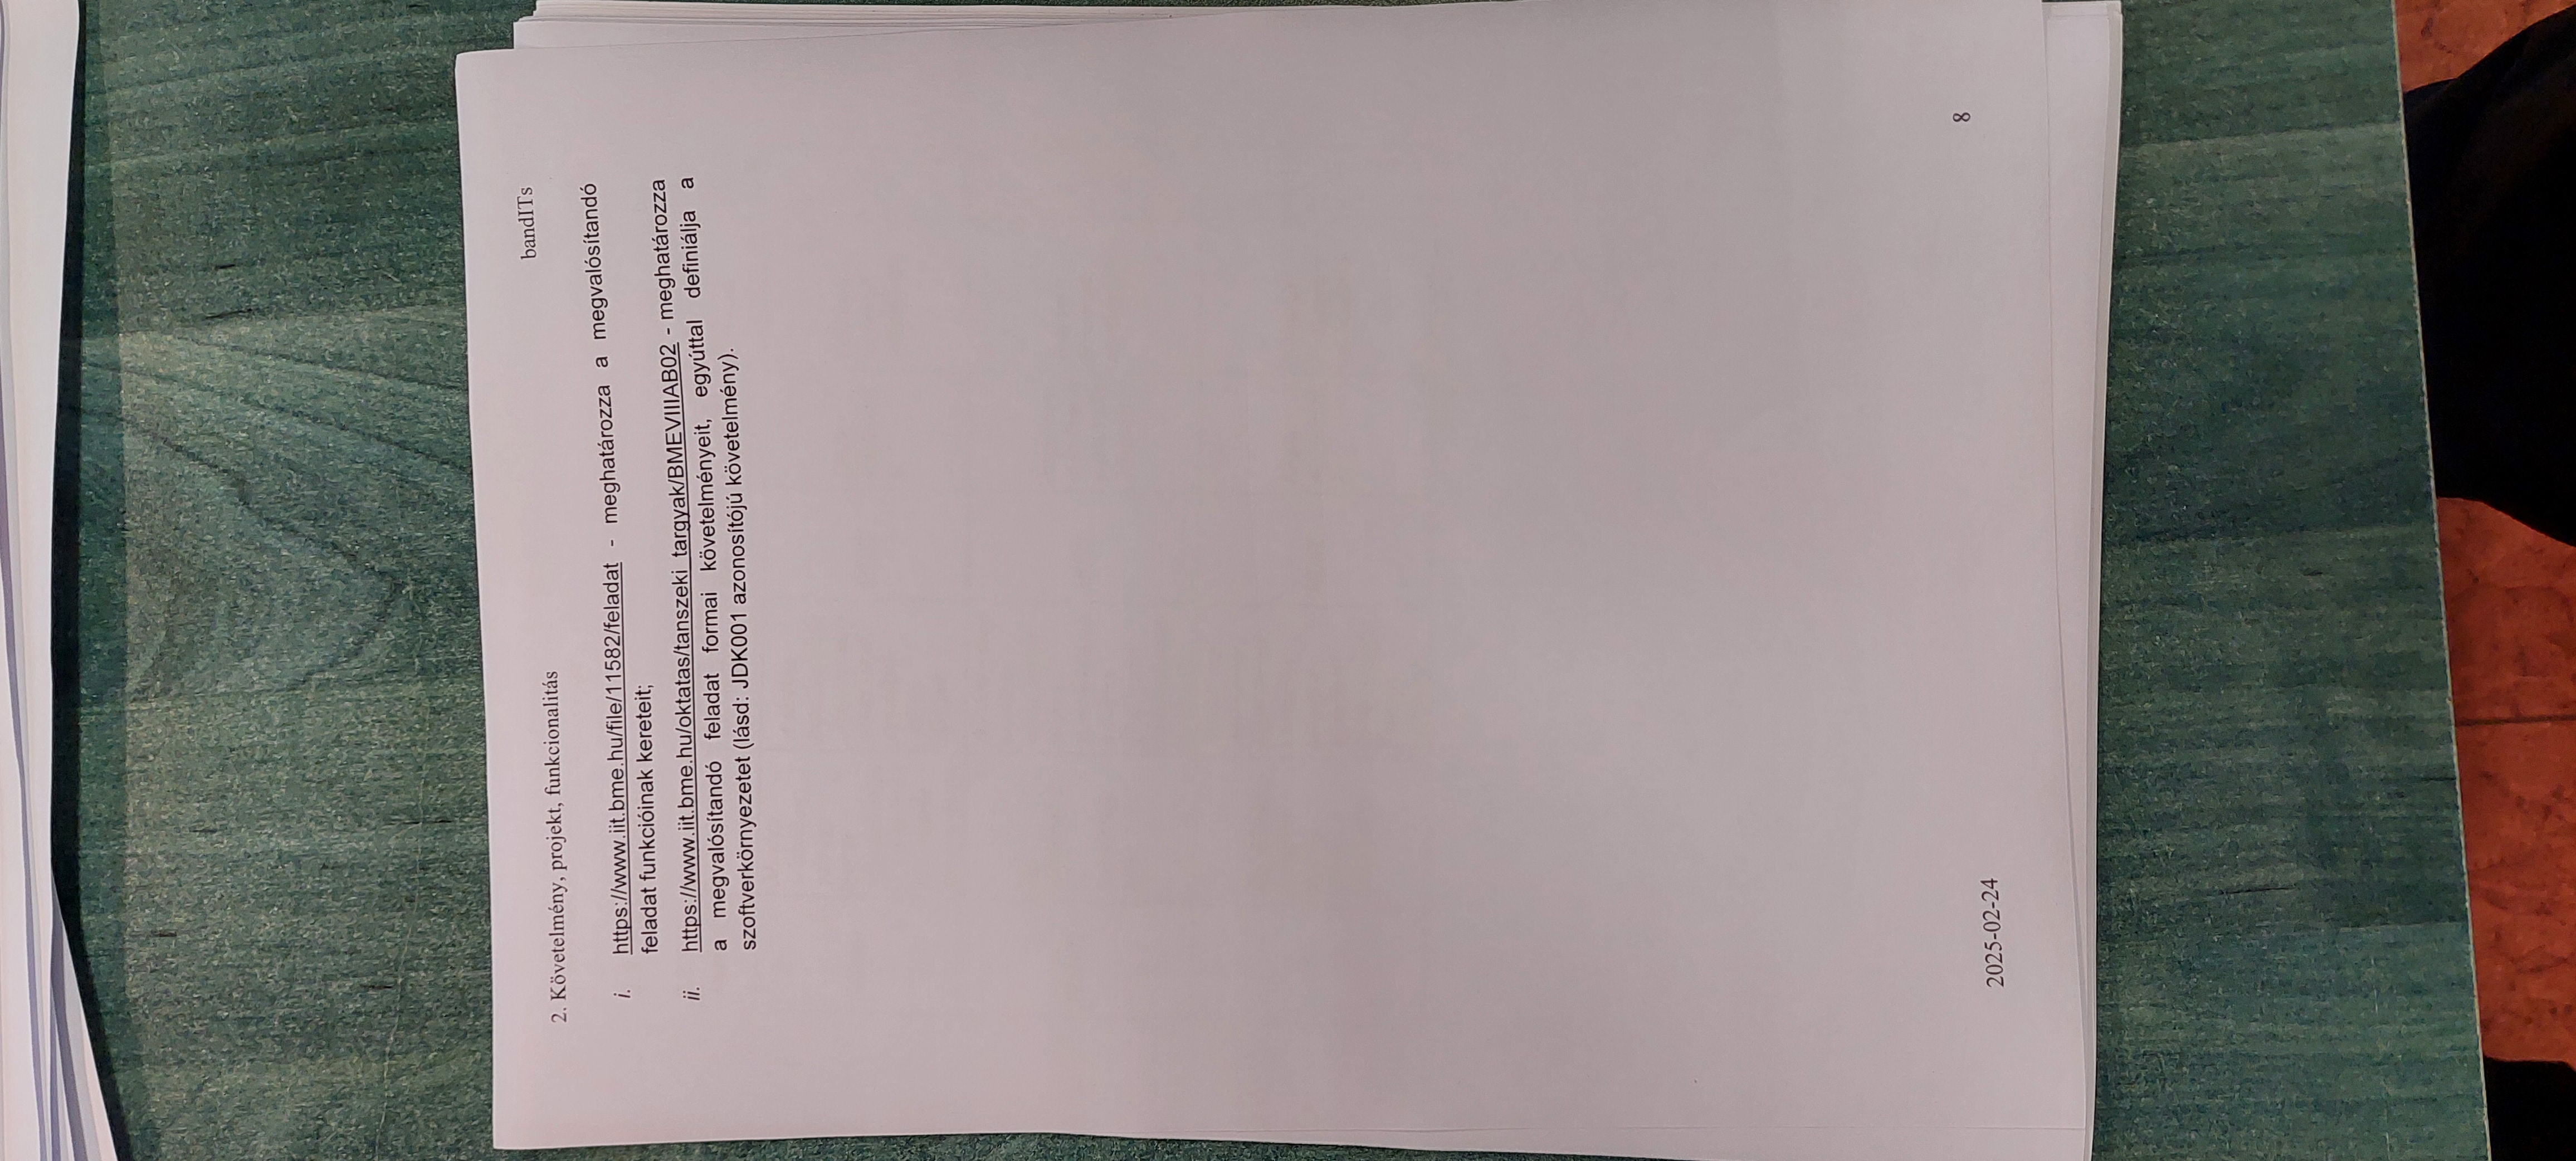 2. Követelmény, projekt, funkcionalitás
bandITs
i. https://www.iit.bme.hu/file/11582/feladat - meghatározza a megvalósítandó
feladat funkcióinak kereteit;
ii. https://www.iit.bme.hu/oktatas/tanszeki_targyak/BMEVIIIAB02 - meghatározza
a megvalósítandó feladat formai követelményeit, egyúttal definiálja a
szoftverkörnyezetet (lásd: JDK001 azonosítójú követelmény).
2025-02-24
8